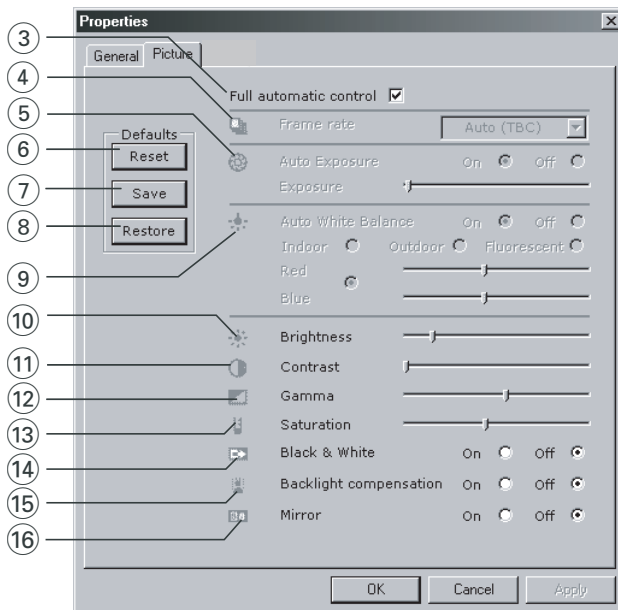 Properties
General Picture
3
Full automatic control
4
Frame rate Auto (TBC)
5
Auto Exposure On Off
Exposure
Defaults
6
Reset
7
Save
8
Restore
9
Auto White Balance On Off
Indoor Outdoor Fluorescent
Red
Blue
10
Brightness
11
Contrast
12
Gamma
13
Saturation
14
Black & White On Off
15
Backlight compensation On Off
16
Mirror On Off
OK Cancel Apply